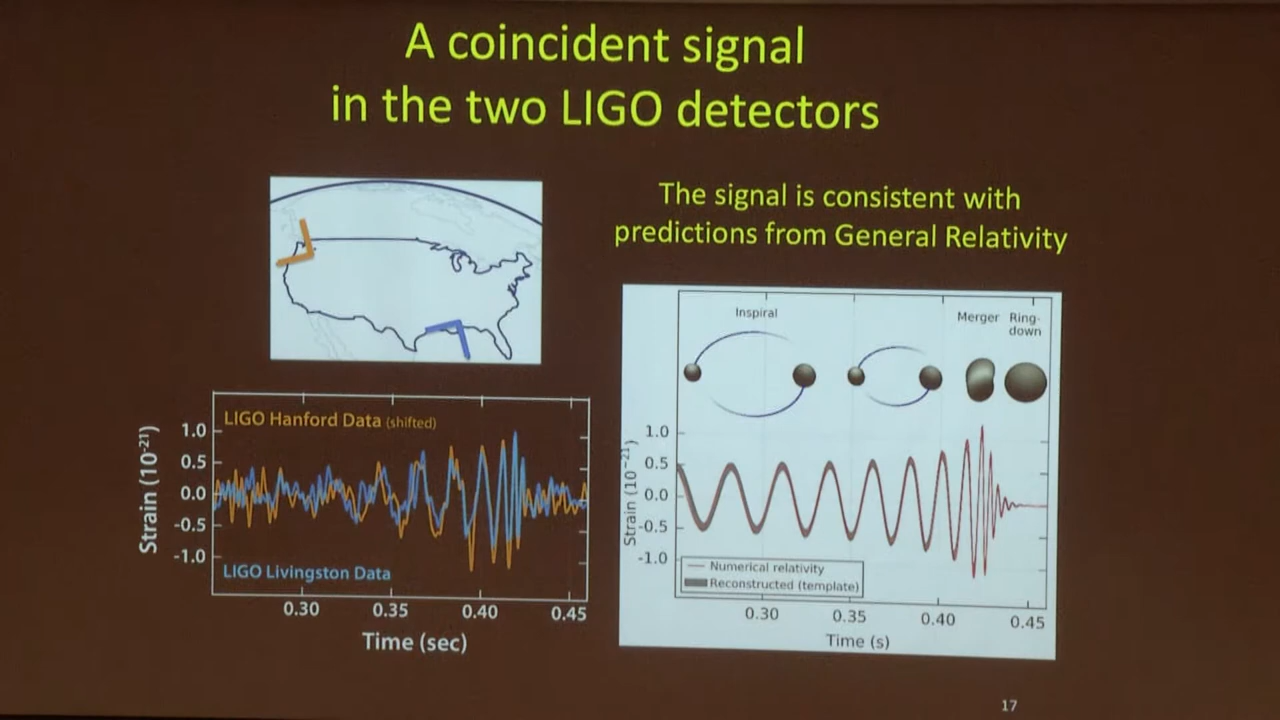 A coincident signal
in the two LIGO detectors
The signal is consistent with
predictions from General Relativity
LIGO Hanford Data (shifted)
Strain (10⁻²¹)
1.0
0.5
0.0
-0.5
-1.0
LIGO Livingston Data
0.30 0.35 0.40 0.45
Time (sec)
Inspiral Merger Ring-
down
Strain (10⁻²¹)
1.0
0.5
0.0
-0.5
-1.0
Numerical relativity
Reconstructed (template)
0.30 0.35 0.40 0.45
Time (s)
17